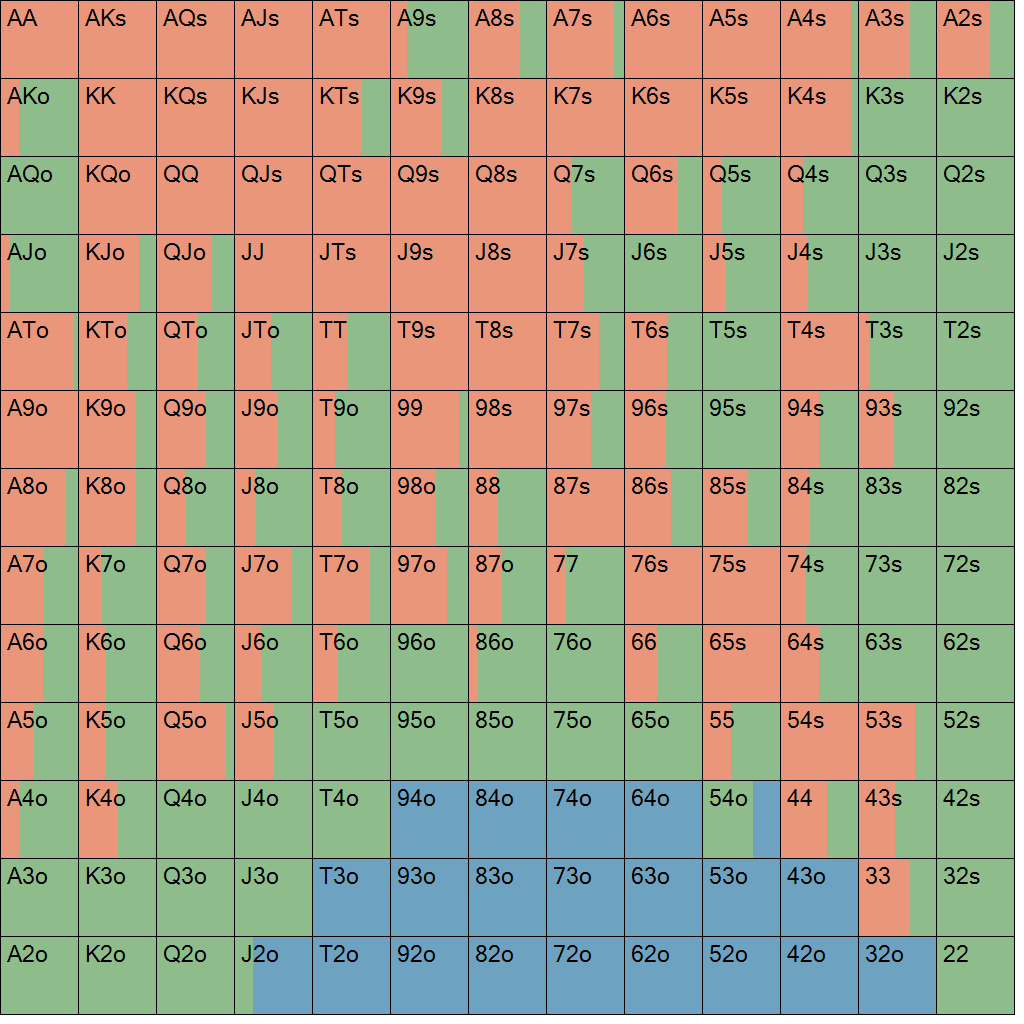 AA AKs AQs AJs ATs A9s A8s A7s A6s A5s A4s A3s A2s
AKo KK KQs KJs KTs K9s K8s K7s K6s K5s K4s K3s K2s
AQo KQo QQ QJs QTs Q9s Q8s Q7s Q6s Q5s Q4s Q3s Q2s
AJo KJo QJo JJ JTs J9s J8s J7s J6s J5s J4s J3s J2s
ATo KTo QTo JTo TT T9s T8s T7s T6s T5s T4s T3s T2s
A9o K9o Q9o J9o T9o 99 98s 97s 96s 95s 94s 93s 92s
A8o K8o Q8o J8o T8o 98o 88 87s 86s 85s 84s 83s 82s
A7o K7o Q7o J7o T7o 97o 87o 77 76s 75s 74s 73s 72s
A6o K6o Q6o J6o T6o 96o 86o 76o 66 65s 64s 63s 62s
A5o K5o Q5o J5o T5o 95o 85o 75o 65o 55 54s 53s 52s
A4o K4o Q4o J4o T4o 94o 84o 74o 64o 54o 44 43s 42s
A3o K3o Q3o J3o T3o 93o 83o 73o 63o 53o 43o 33 32s
A2o K2o Q2o J2o T2o 92o 82o 72o 62o 52o 42o 32o 22